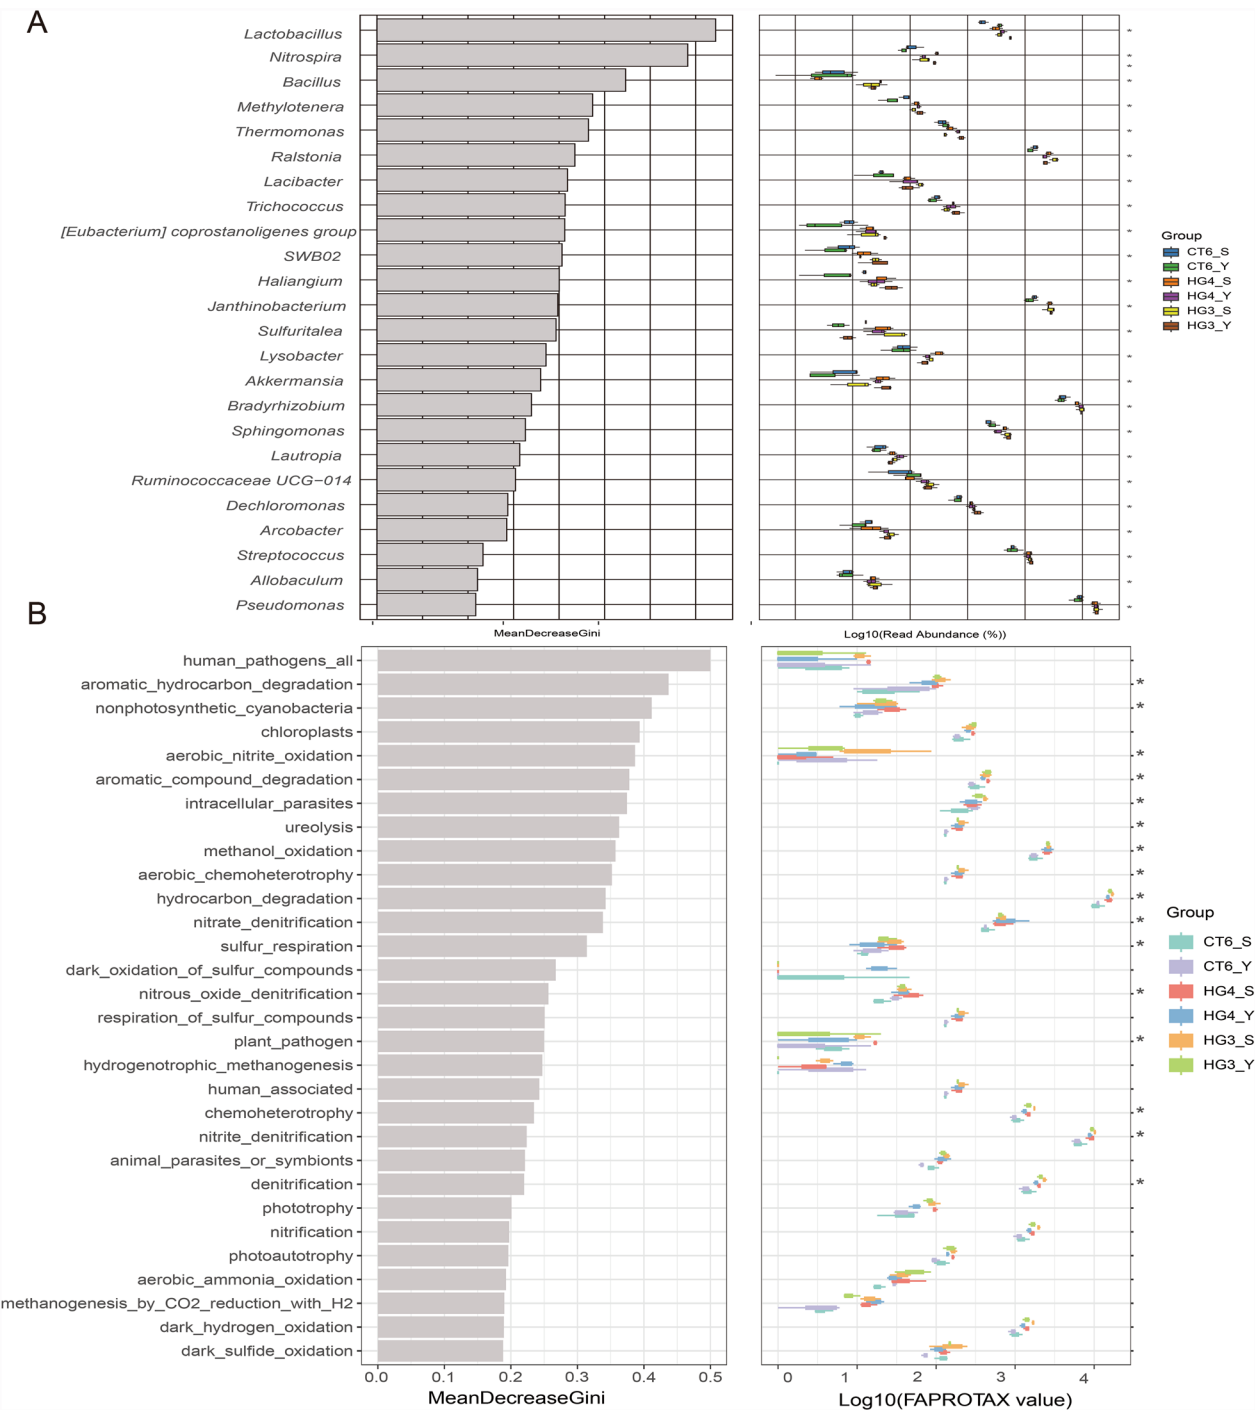 A
Lactobacillus
Nitrospira
Bacillus
Methylotenera
Thermomonas
Ralstonia
Lacibacter
Trichococcus
[Eubacterium] coprostanoligenes group
SWB02
Haliangium
Janthinobacterium
Sulfuritalea
Lysobacter
Akkermansia
Bradyrhizobium
Sphingomonas
Lautropia
Ruminococcaceae UCG−014
Dechloromonas
Arcobacter
Streptococcus
Allobaculum
Pseudomonas
MeanDecreaseGini
Log10(Read Abundance (%))
* * * * * * * * * * * * * * * * * * * * * * * * *
Group
CT6_S
CT6_Y
HG4_S
HG4_Y
HG3_S
HG3_Y
B
human_pathogens_all
aromatic_hydrocarbon_degradation *
nonphotosynthetic_cyanobacteria *
chloroplasts
aerobic_nitrite_oxidation *
aromatic_compound_degradation *
intracellular_parasites *
ureolysis *
methanol_oxidation *
aerobic_chemoheterotrophy *
hydrocarbon_degradation *
nitrate_denitrification *
sulfur_respiration *
dark_oxidation_of_sulfur_compounds
nitrous_oxide_denitrification *
respiration_of_sulfur_compounds
plant_pathogen *
hydrogenotrophic_methanogenesis
human_associated
chemoheterotrophy *
nitrite_denitrification *
animal_parasites_or_symbionts
denitrification *
phototrophy
nitrification
photoautotrophy
aerobic_ammonia_oxidation
methanogenesis_by_CO2_reduction_with_H2
dark_hydrogen_oxidation
dark_sulfide_oxidation
0.0 0.1 0.2 0.3 0.4 0.5
MeanDecreaseGini
0 1 2 3 4
Log10(FAPROTAX value)
Group
CT6_S
CT6_Y
HG4_S
HG4_Y
HG3_S
HG3_Y